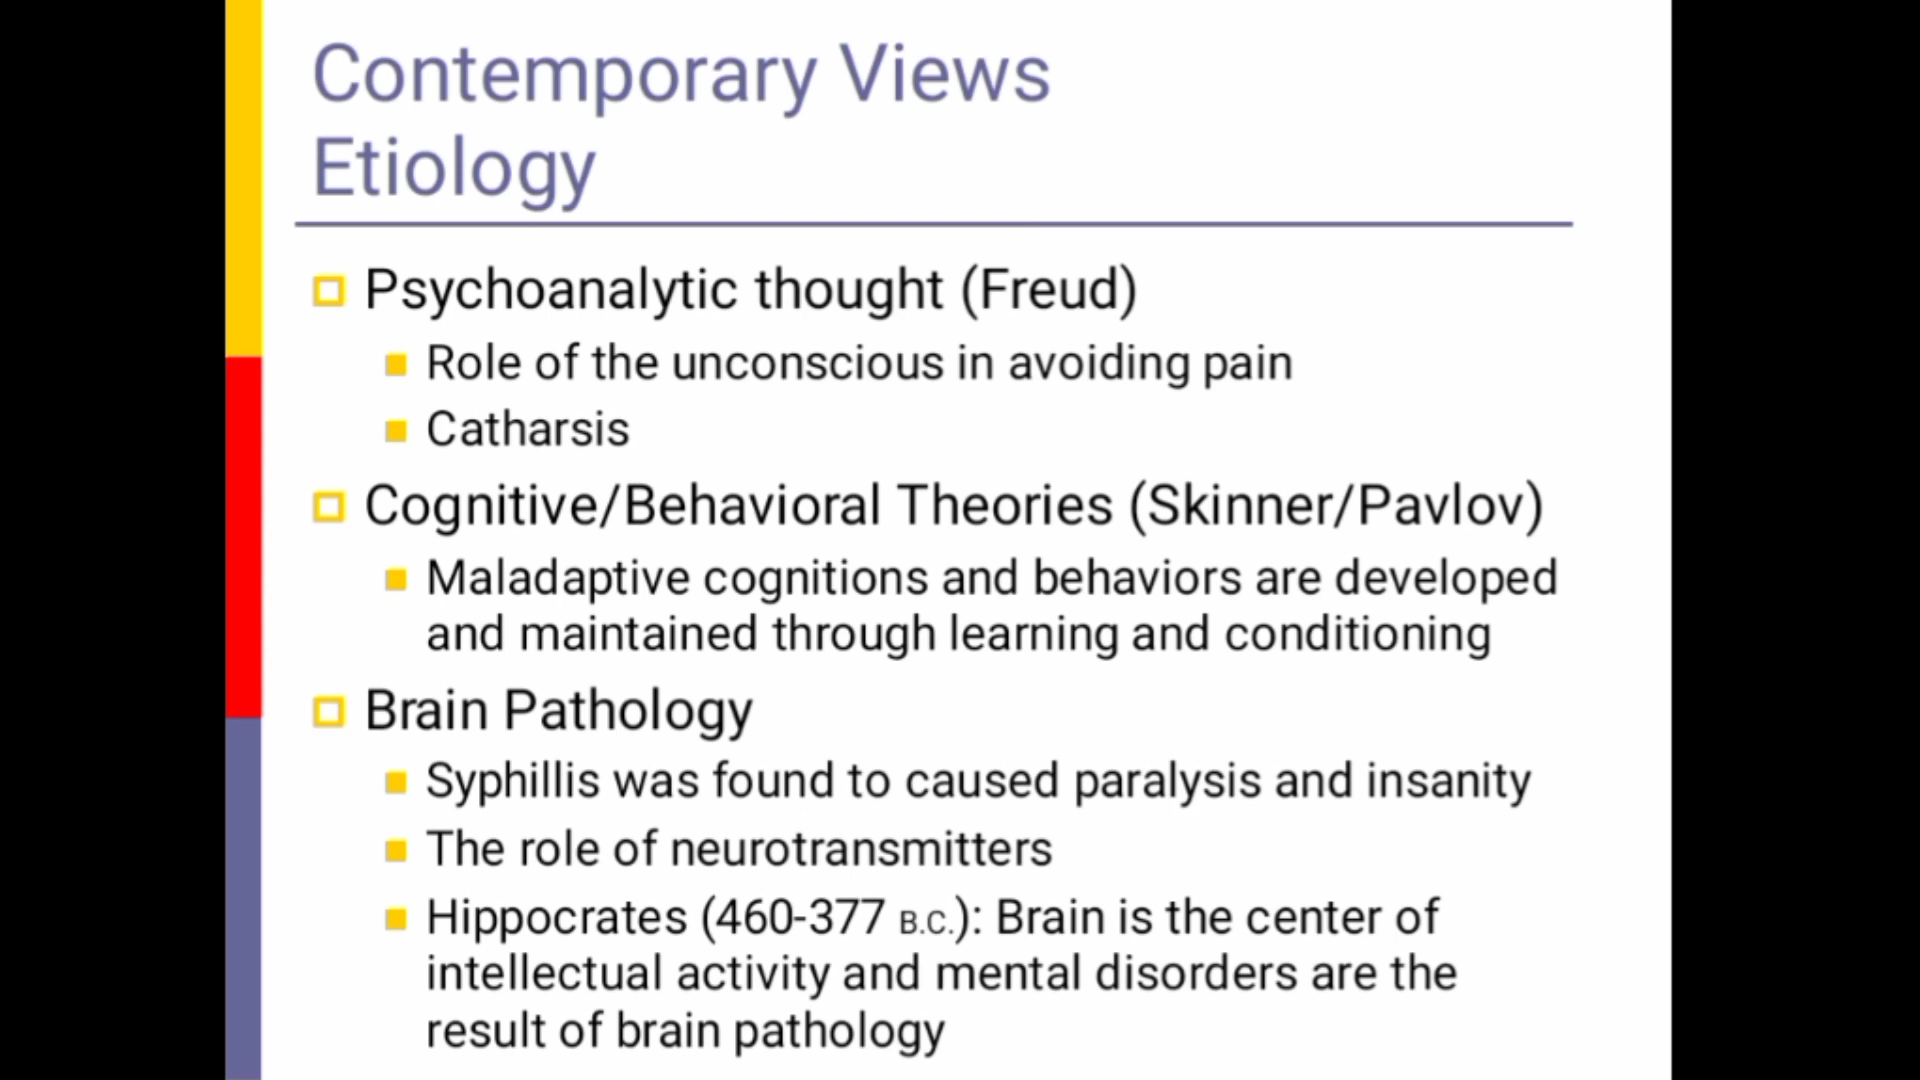 Contemporary Views
Etiology
Psychoanalytic thought (Freud)
Role of the unconscious in avoiding pain
Catharsis
Cognitive/Behavioral Theories (Skinner/Pavlov)
Maladaptive cognitions and behaviors are developed
and maintained through learning and conditioning
Brain Pathology
Syphillis was found to caused paralysis and insanity
The role of neurotransmitters
Hippocrates (460-377 B.C.): Brain is the center of
intellectual activity and mental disorders are the
result of brain pathology